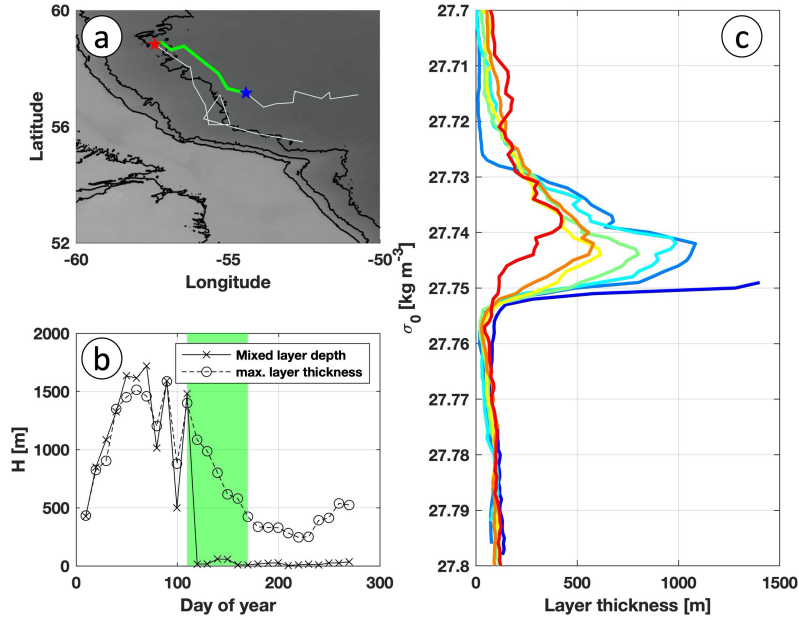 a
60
56
52
Latitude
-60
-55
-50
Longitude
b
2000
1500
1000
500
0
H [m]
Mixed layer depth
max. layer thickness
0
100
200
300
Day of year
c
27.7
27.71
27.72
27.73
27.74
27.75
27.76
27.77
27.78
27.79
27.8
σ₀ [kg m⁻³]
0
500
1000
1500
Layer thickness [m]